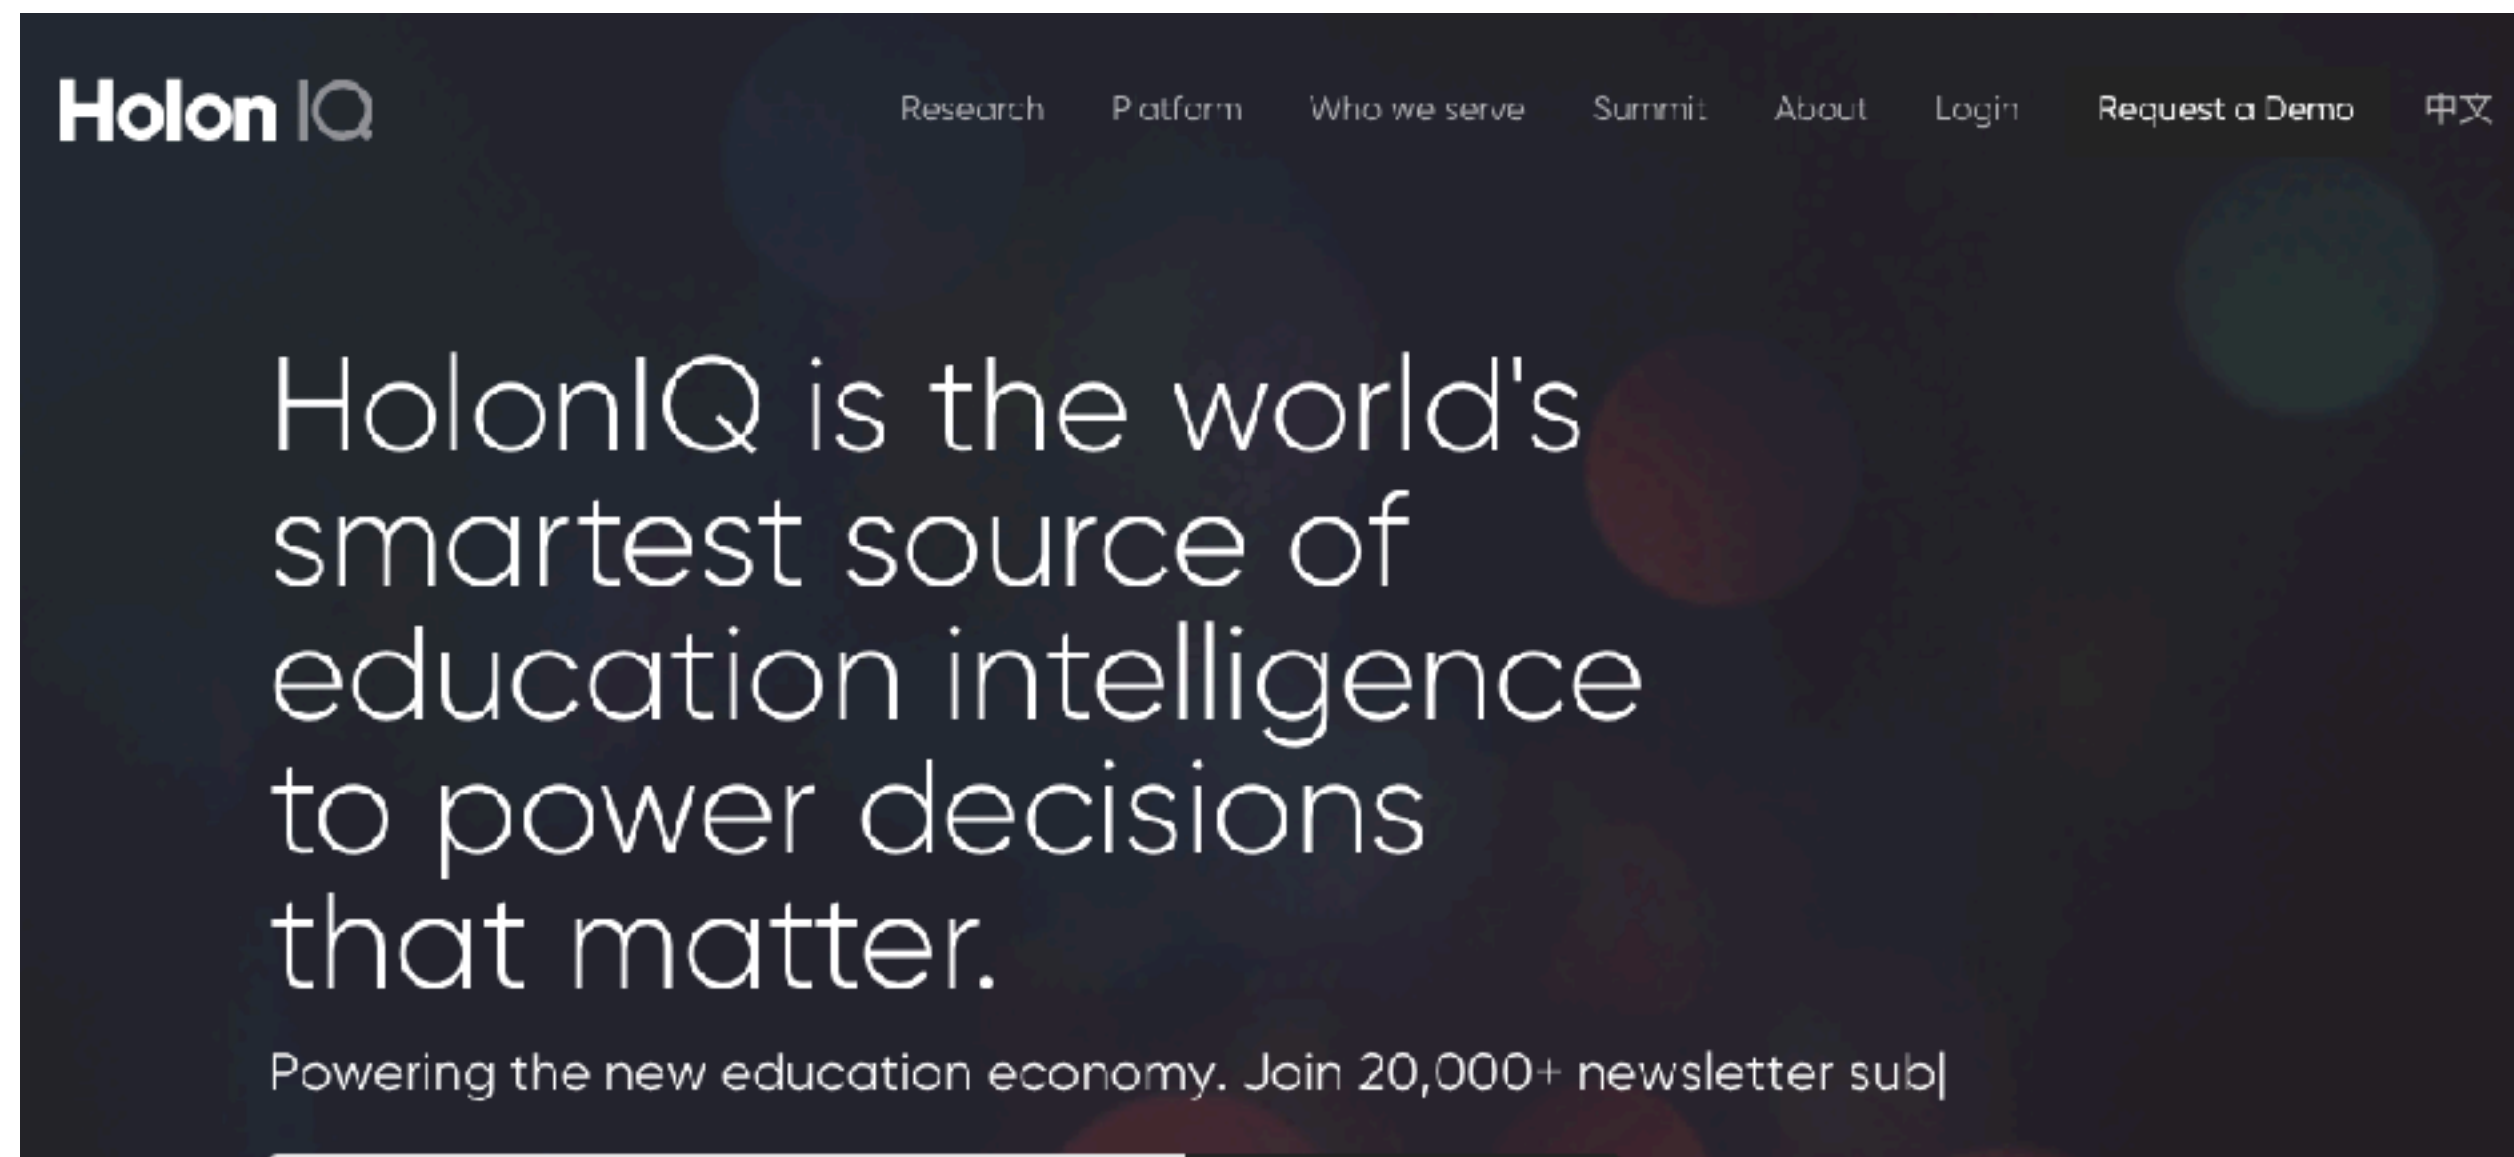 Holon IQ
Research Platform Who we serve Summit About Login Request a Demo 中文
HolonIQ is the world's
smartest source of
education intelligence
to power decisions
that matter.
Powering the new education economy. Join 20,000+ newsletter sub|